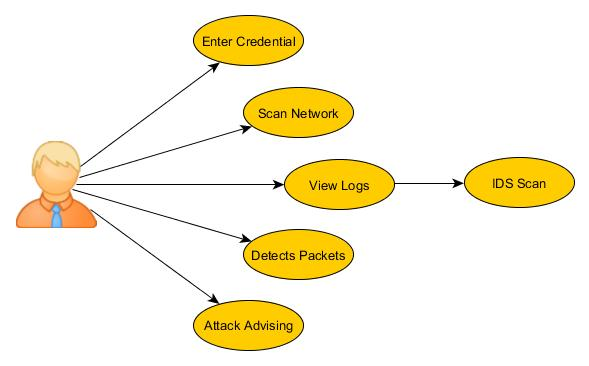 Enter Credential
Scan Network
View Logs
IDS Scan
Detects Packets
Attack Advising